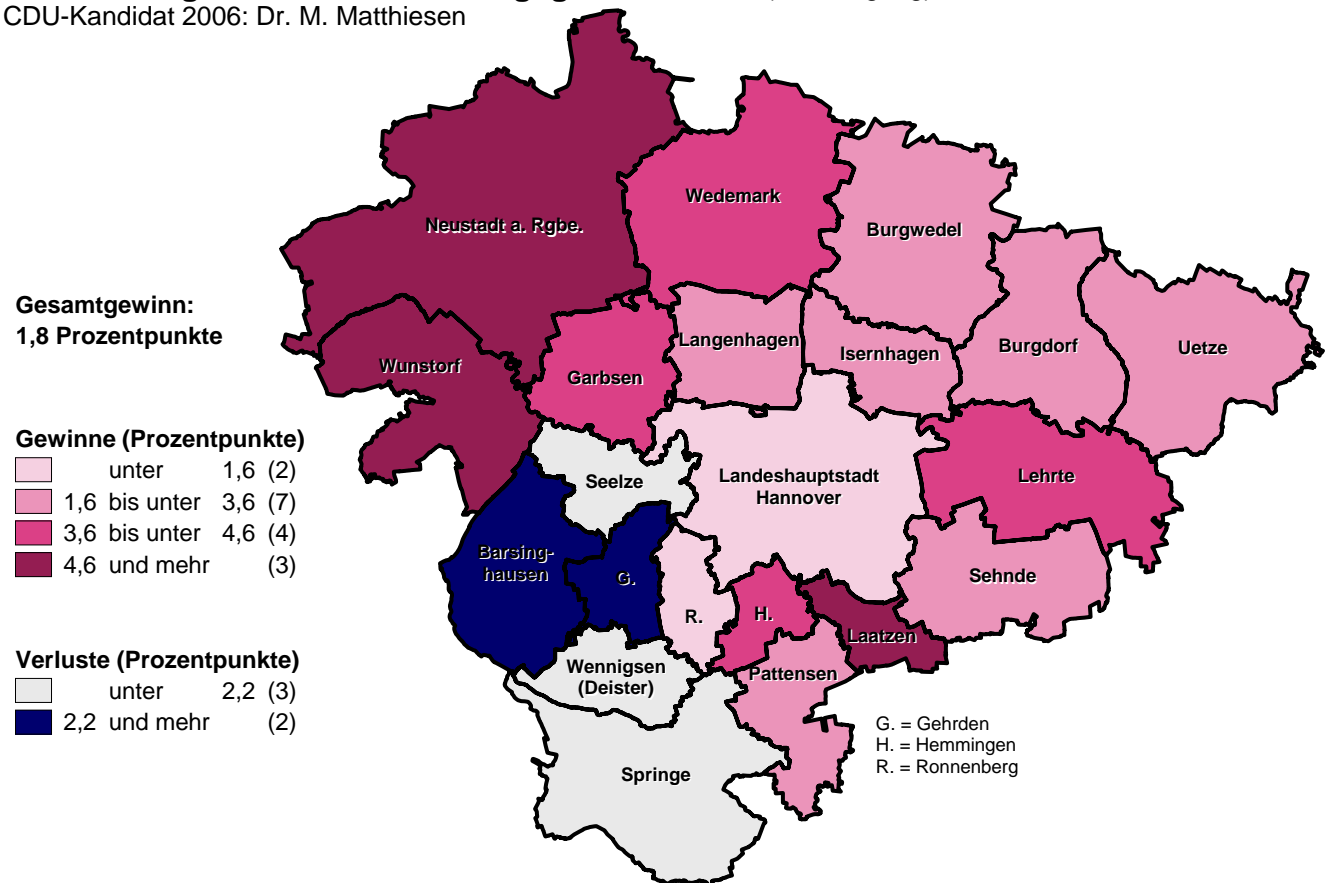 CDU-Kandidat 2006: Dr. M. Matthiesen
Neustadt a. Rgbe.
Wedemark
Burgwedel
Gesamtgewinn:
1,8 Prozentpunkte
Wunstorf
Garbsen
Langenhagen
Isernhagen
Burgdorf
Uetze
Gewinne (Prozentpunkte)
unter 1,6 (2)
1,6 bis unter 3,6 (7)
3,6 bis unter 4,6 (4)
4,6 und mehr (3)
Seelze
Landeshauptstadt
Hannover
Lehrte
Barsing-
hausen
G.
R.
H.
Sehnde
Laatzen
Verluste (Prozentpunkte)
unter 2,2 (3)
2,2 und mehr (2)
Wennigsen
(Deister)
Pattensen
Springe
G. = Gehrden
H. = Hemmingen
R. = Ronnenberg